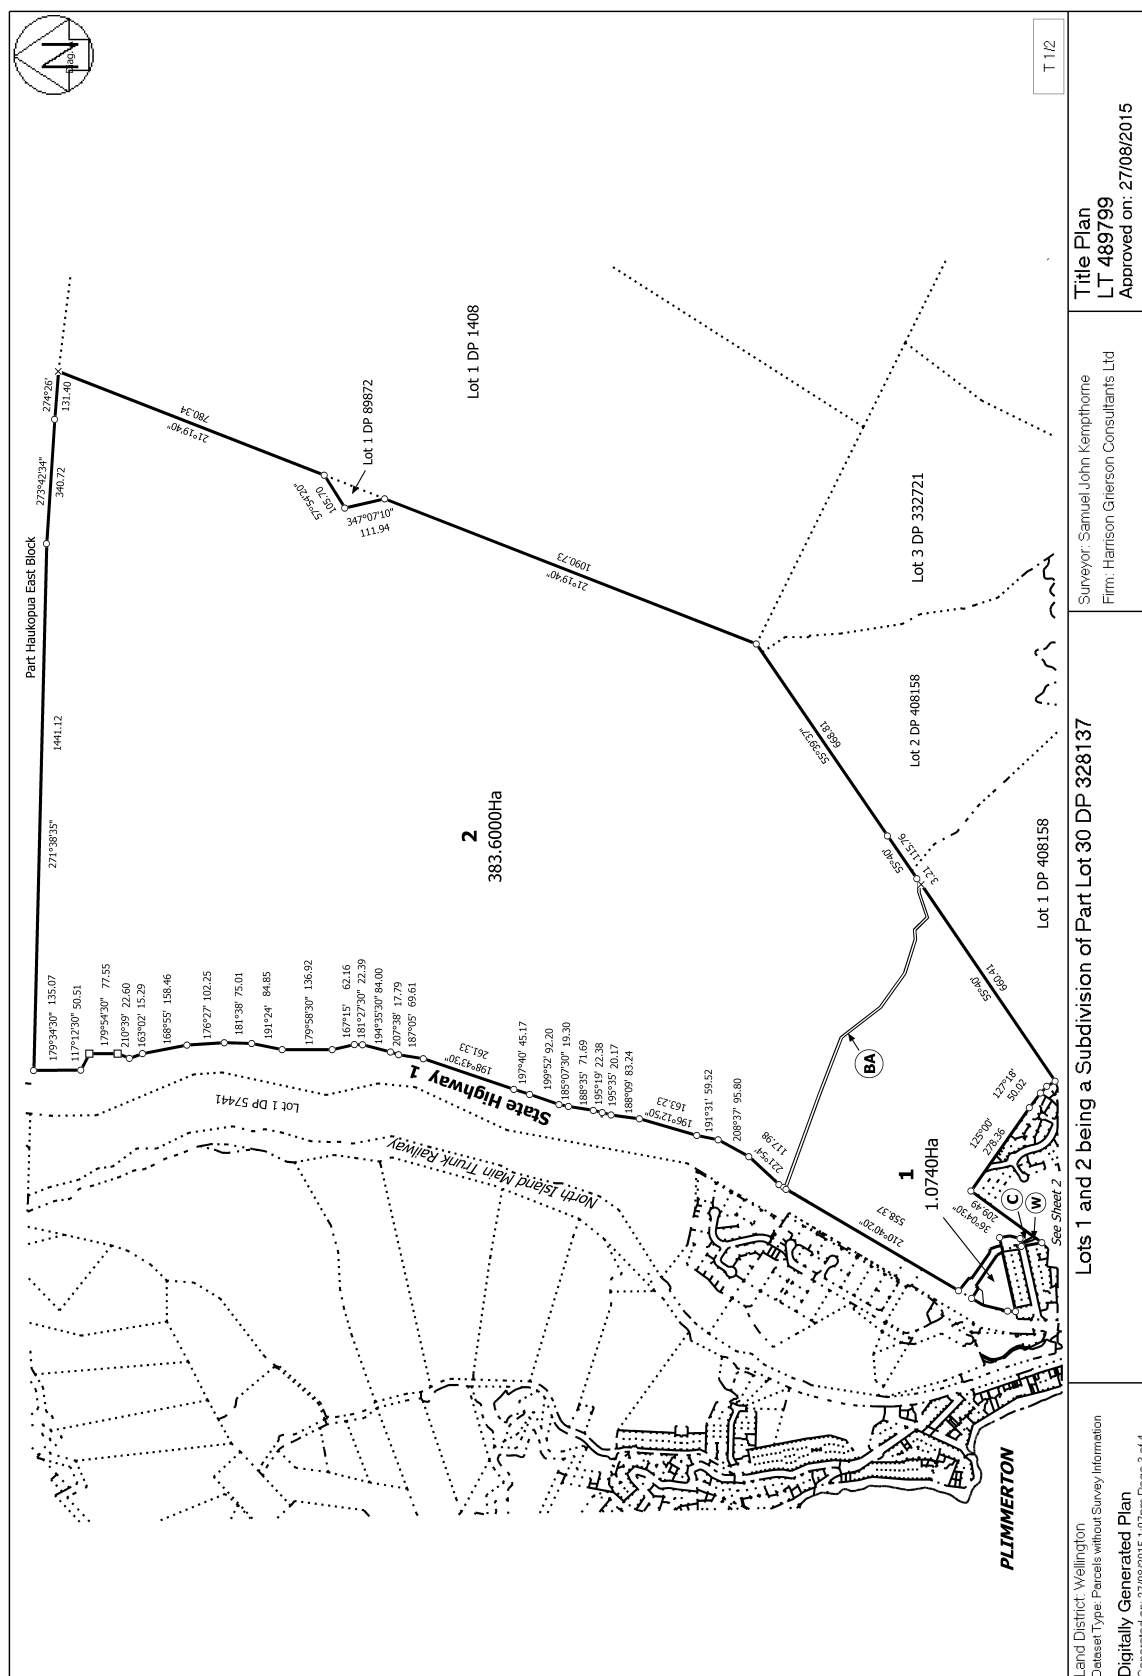 N
Diag.
T 1/2
Part Haukopua East Block
274°26'
131.40
273°42'34"
340.72
1441.12
271°38'35"
780.34
21°19'40"
Lot 1 DP 89872
57°54'20"
105.70
347°07'10"
111.94
Lot 1 DP 1408
1090.73
21°19'40"
Lot 3 DP 332721
668.81
55°39'37"
Lot 2 DP 408158
2
383.6000Ha
115.76
55°40'
3.21
Lot 1 DP 408158
660.41
55°40'
179°34'30" 135.07
117°12'30" 50.51
179°54'30" 77.55
210°39' 22.60
163°02' 15.29
168°55' 158.46
176°27' 102.25
181°38' 75.01
191°24' 84.85
179°58'30" 136.92
167°15' 62.16
181°27'30" 22.39
194°35'30" 84.00
207°38' 17.79
187°05' 69.61
261.33
198°43'30"
197°40' 45.17
199°52' 92.20
185°07'30" 19.30
188°35' 71.69
195°19' 22.38
195°35' 20.17
188°09' 83.24
163.23
196°12'50"
191°31' 59.52
208°37' 95.80
117.98
221°54'
State Highway 1
Lot 1 DP 57441
North Island Main Trunk Railway
BA
127°18'
50.02
125°00'
278.36
1
1.0740Ha
558.37
210°40'20"
209.49
36°04'30"
C
W
See Sheet 2
PLIMMERTON
Title Plan
LT 489799
Approved on: 27/08/2015
Surveyor: Samuel John Kempthorne
Firm: Harrison Grierson Consultants Ltd
Lots 1 and 2 being a Subdivision of Part Lot 30 DP 328137
Land District: Wellington
Dataset Type: Parcels without Survey Information
Digitally Generated Plan
Generated on: 27/08/2015 1:07pm Page 3 of 4